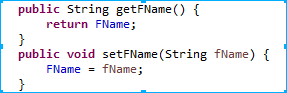 public String getFName() {
return FName;
}
public void setFName(String fName) {
FName = fName;
}